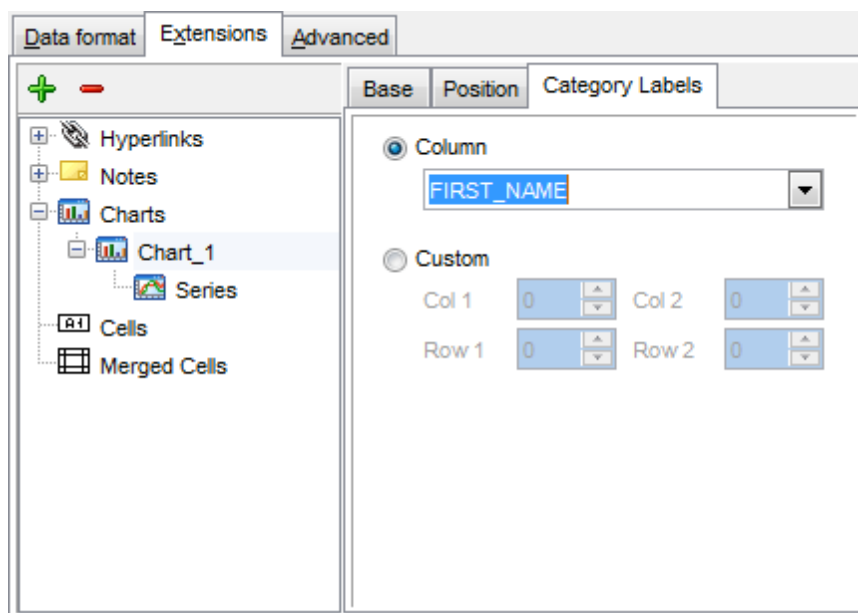 Data format Extensions Advanced
Base Position Category Labels
Hyperlinks
Notes
Charts
Chart_1
Series
Cells
Merged Cells
Column
FIRST_NAME
Custom
Col 1 0 Col 2 0
Row 1 0 Row 2 0